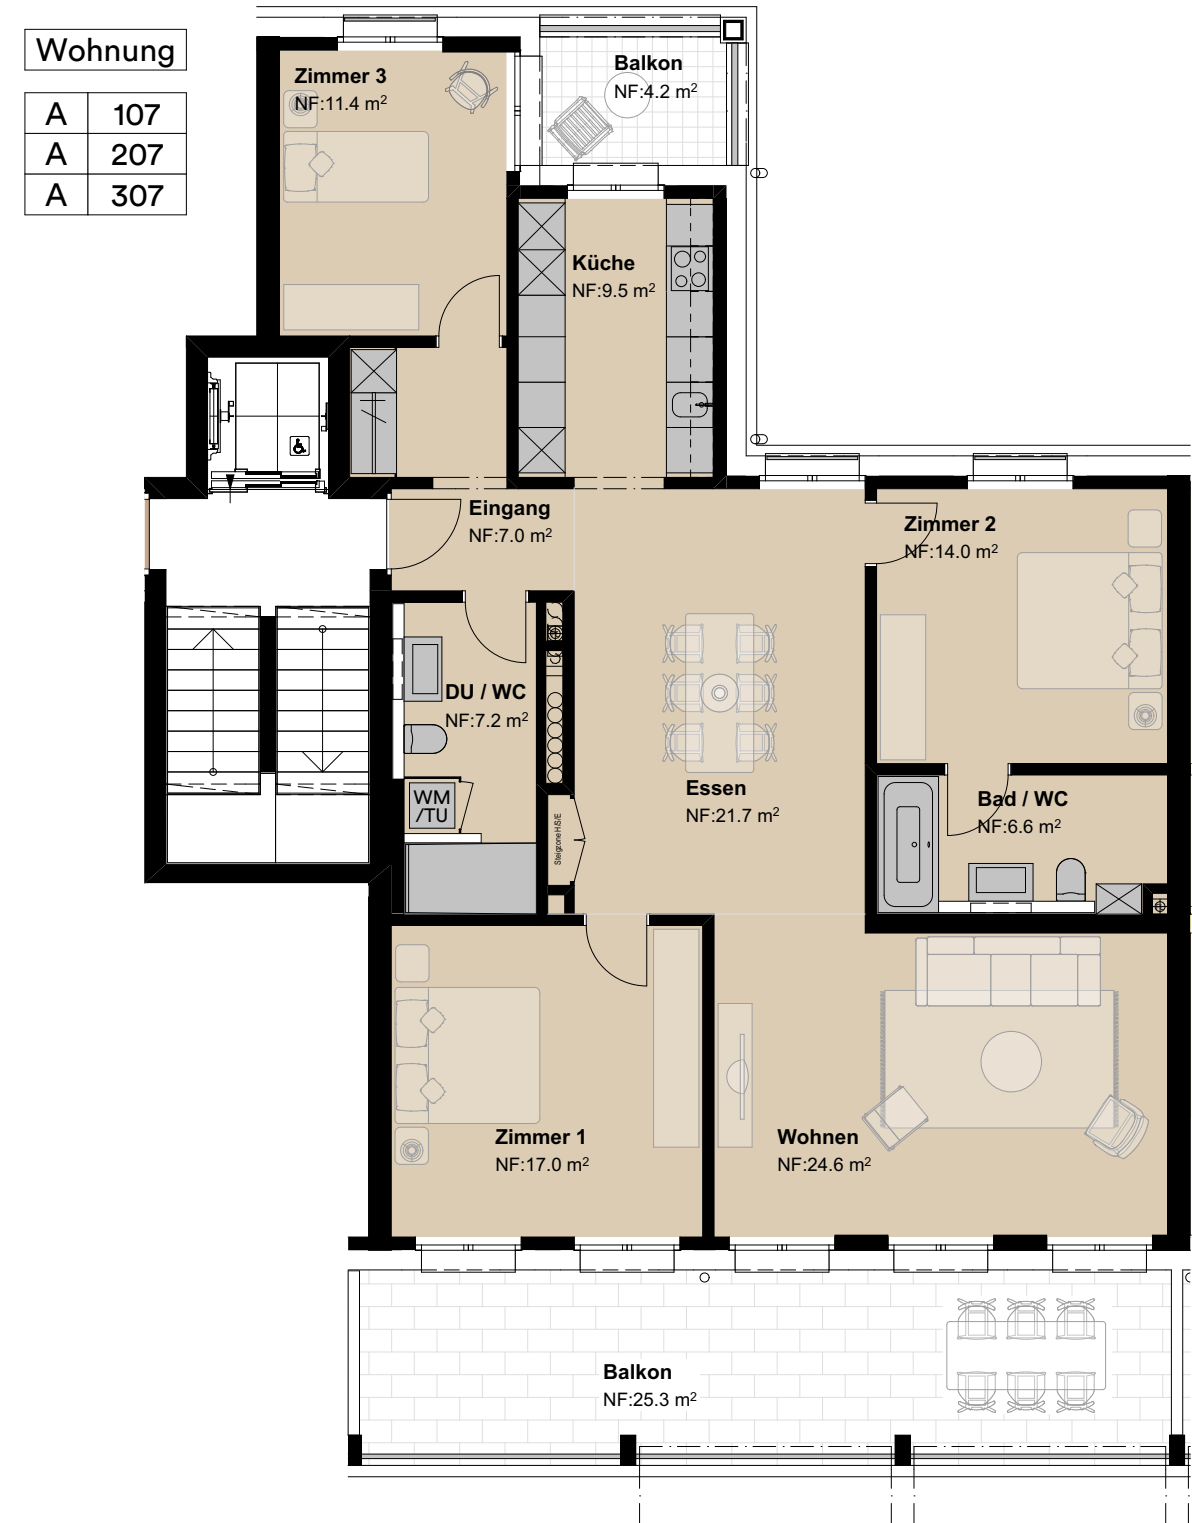 Wohnung
A 107
A 207
A 307
Zimmer 3
NF:11.4 m²
Balkon
NF:4.2 m²
Küche
NF:9.5 m²
Eingang
NF:7.0 m²
Zimmer 2
NF:14.0 m²
DU / WC
NF:7.2 m²
WM
/TU
Essen
NF:21.7 m²
Bad / WC
NF:6.6 m²
Steigzone H/S/E
Zimmer 1
NF:17.0 m²
Wohnen
NF:24.6 m²
Balkon
NF:25.3 m²